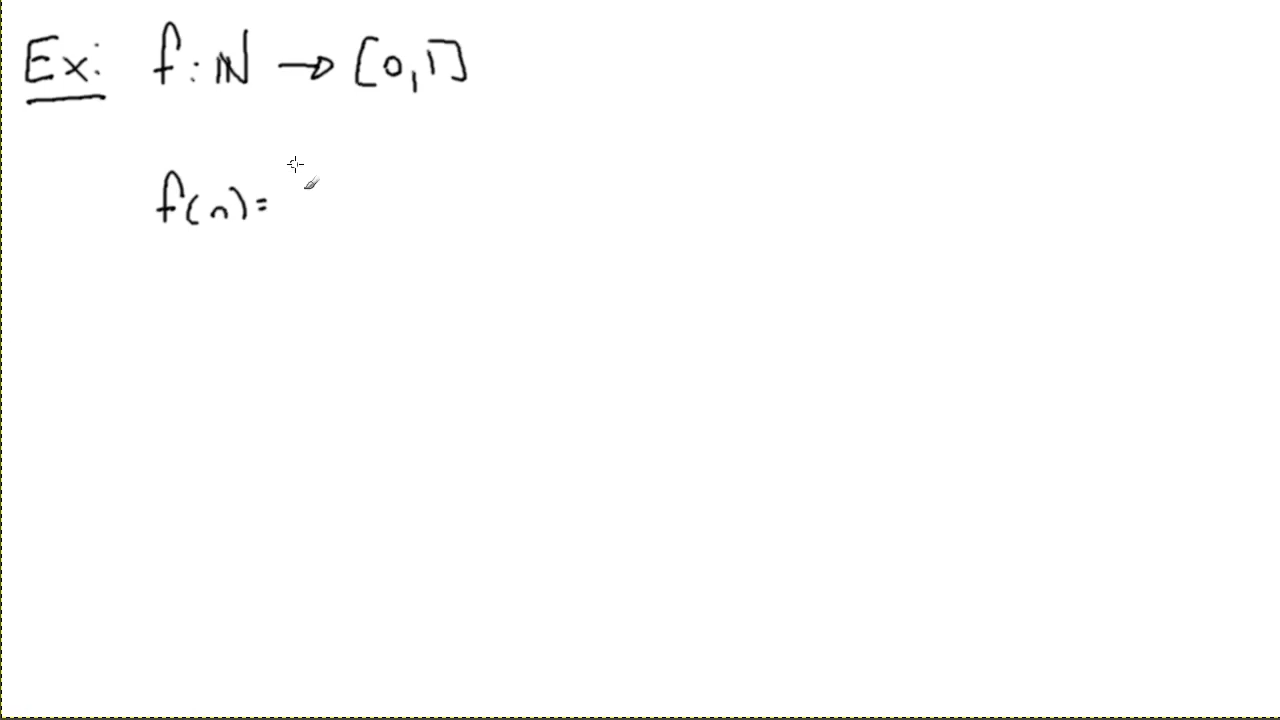 Ex: f: ℕ → [0,1]
f(n) =